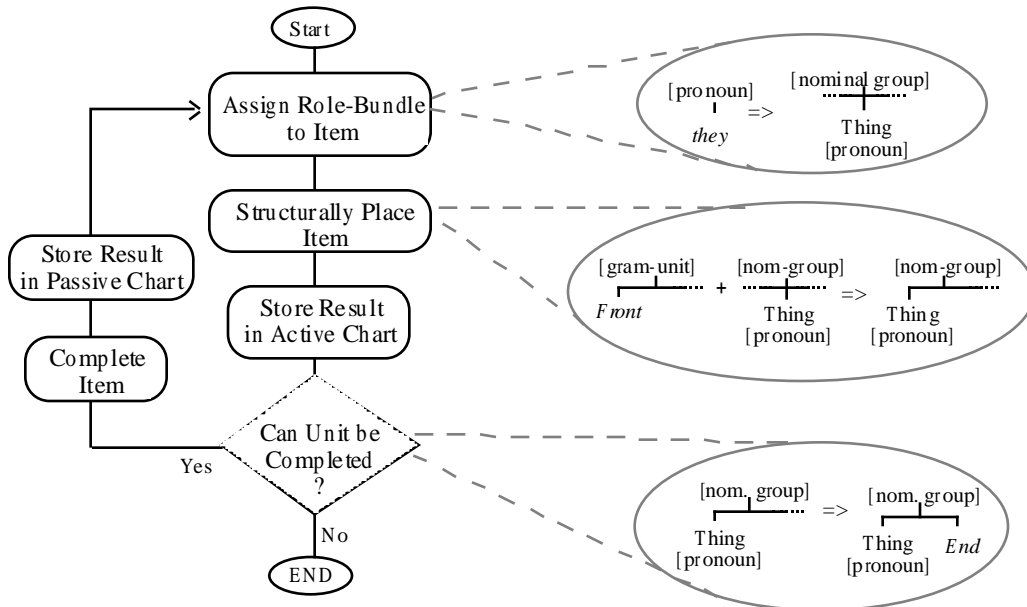 Start
Assign Role-Bundle
to Item
Structurally Place
Item
Store Result
in Active Chart
Can Unit be
Completed
?
Yes
No
END
Complete
Item
Store Result
in Passive Chart
[pronoun]
they
=>
[nominal group]
Thing
[pronoun]
[gram-unit]
Front
+
[nom-group]
Thing
[pronoun]
=>
[nom-group]
Thing
[pronoun]
[nom. group]
Thing
[pronoun]
=>
[nom. group]
Thing
[pronoun]
End